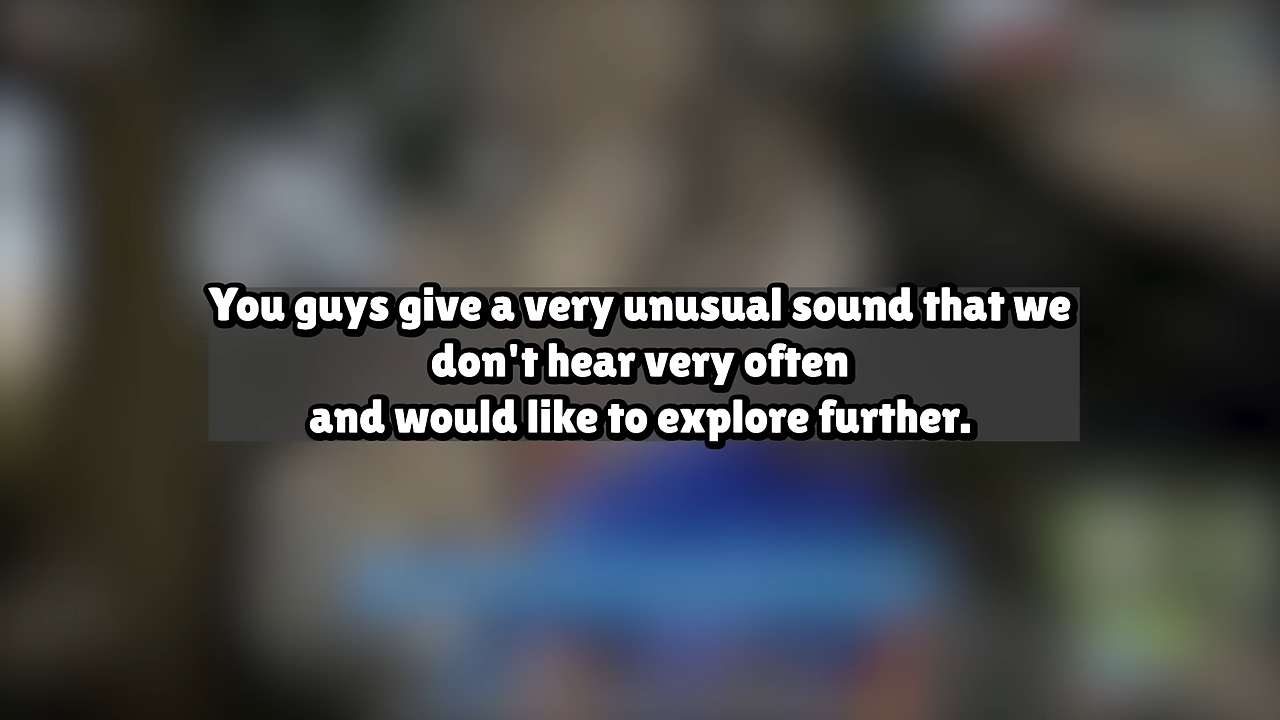 You guys give a very unusual sound that we
don't hear very often
and would like to explore further.